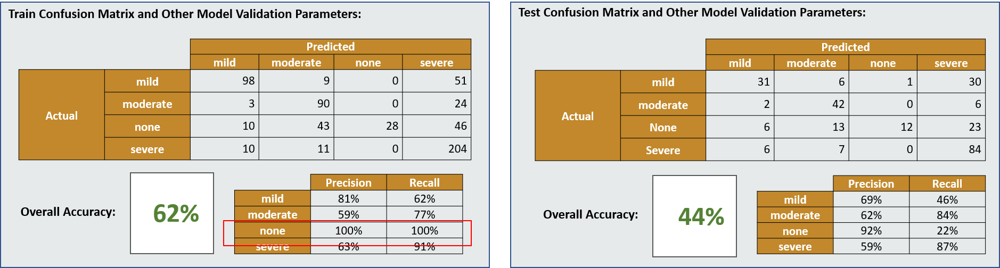 Train Confusion Matrix and Other Model Validation Parameters:
Predicted
mild moderate none severe
Actual
mild 98 9 0 51
moderate 3 90 0 24
none 10 43 28 46
severe 10 11 0 204
Overall Accuracy:
62%
Precision Recall
mild 81% 62%
moderate 59% 77%
none 100% 100%
severe 63% 91%
Test Confusion Matrix and Other Model Validation Parameters:
Predicted
mild moderate none severe
Actual
mild 31 6 1 30
moderate 2 42 0 6
None 6 13 12 23
Severe 6 7 0 84
Overall Accuracy:
44%
Precision Recall
mild 69% 46%
moderate 62% 84%
none 92% 22%
severe 59% 87%